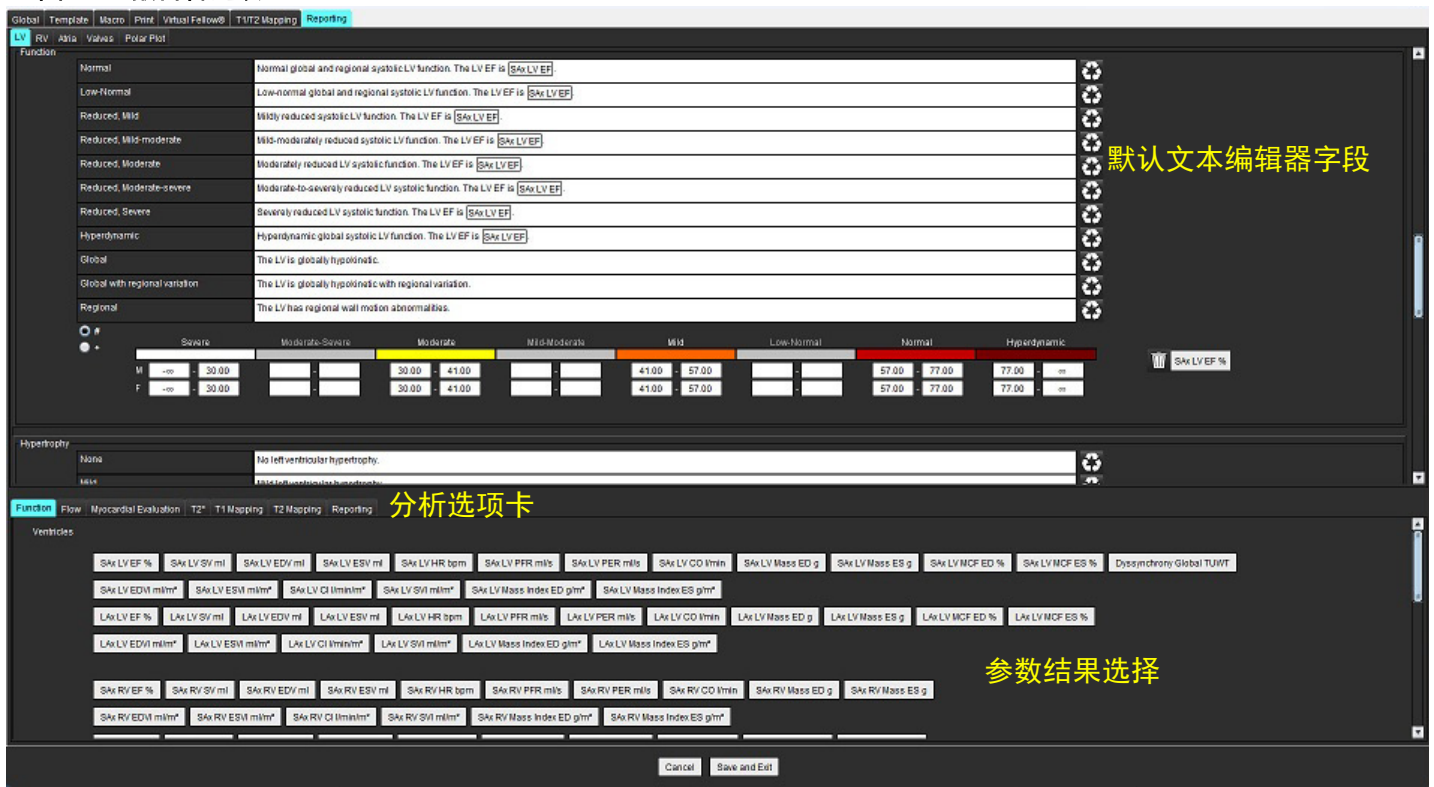 Global Template Macro Print Virtual Fellow® T1/T2 Mapping Reporting
LV RV Atria Valves Polar Plot
Function
Normal Normal global and regional systolic LV function. The LV EF is SAx LV EF.
Low-Normal Low-normal global and regional systolic LV function. The LV EF is SAx LV EF.
Reduced, Mild Mildly reduced systolic LV function. The LV EF is SAx LV EF.
Reduced, Mild-moderate Mild-moderately reduced systolic LV function. The LV EF is SAx LV EF.
默认文本编辑器字段
Reduced, Moderate Moderately reduced LV systolic function. The LV EF is SAx LV EF.
Reduced, Moderate-severe Moderate-to-severely reduced LV systolic function. The LV EF is SAx LV EF.
Reduced, Severe Severely reduced LV systolic function. The LV EF is SAx LV EF.
Hyperdynamic Hyperdynamic global systolic LV function. The LV EF is SAx LV EF.
Global The LV is globally hypokinetic.
Global with regional variation The LV is globally hypokinetic with regional variation.
Regional The LV has regional wall motion abnormalities.
#
+
Severe Moderate-Severe Moderate Mild-Moderate Mild Low-Normal Normal Hyperdynamic
M -∞ - 30.00 - 30.00 - 41.00 - 41.00 - 57.00 - 57.00 - 77.00 77.00 - ∞
SAx LV EF %
F -∞ - 30.00 - 30.00 - 41.00 - 41.00 - 57.00 - 57.00 - 77.00 77.00 - ∞
Hypertrophy
None No left ventricular hypertrophy.
Mild Mild left ventricular hypertrophy
Function Flow Myocardial Evaluation T2* T1 Mapping T2 Mapping Reporting
分析选项卡
Ventricles
SAx LV EF % SAx LV SV ml SAx LV EDV ml SAx LV ESV ml SAx LV HR bpm SAx LV PFR ml/s SAx LV PER ml/s SAx LV CO l/min SAx LV Mass ED g SAx LV Mass ES g SAx LV MCF ED % SAx LV MCF ES % Dyssynchrony Global TUWT
SAx LV EDVI ml/m² SAx LV ESVI ml/m² SAx LV CI l/min/m² SAx LV SVI ml/m² SAx LV Mass Index ED g/m² SAx LV Mass Index ES g/m²
LAx LV EF % LAx LV SV ml LAx LV EDV ml LAx LV ESV ml LAx LV HR bpm LAx LV PFR ml/s LAx LV PER ml/s LAx LV CO l/min LAx LV Mass ED g LAx LV Mass ES g LAx LV MCF ED % LAx LV MCF ES %
LAx LV EDVI ml/m² LAx LV ESVI ml/m² LAx LV CI l/min/m² LAx LV SVI ml/m² LAx LV Mass Index ED g/m² LAx LV Mass Index ES g/m²
参数结果选择
SAx RV EF % SAx RV SV ml SAx RV EDV ml SAx RV ESV ml SAx RV HR bpm SAx RV PFR ml/s SAx RV PER ml/s SAx RV CO l/min SAx RV Mass ED g SAx RV Mass ES g
SAx RV EDVI ml/m² SAx RV ESVI ml/m² SAx RV CI l/min/m² SAx RV SVI ml/m² SAx RV Mass Index ED g/m² SAx RV Mass Index ES g/m²
Cancel Save and Exit